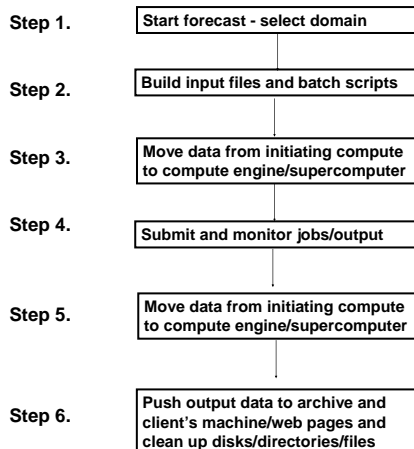 Step 1.
Start forecast - select domain
Step 2.
Build input files and batch scripts
Step 3.
Move data from initiating compute
to compute engine/supercomputer
Step 4.
Submit and monitor jobs/output
Step 5.
Move data from initiating compute
to compute engine/supercomputer
Step 6.
Push output data to archive and
client's machine/web pages and
clean up disks/directories/files